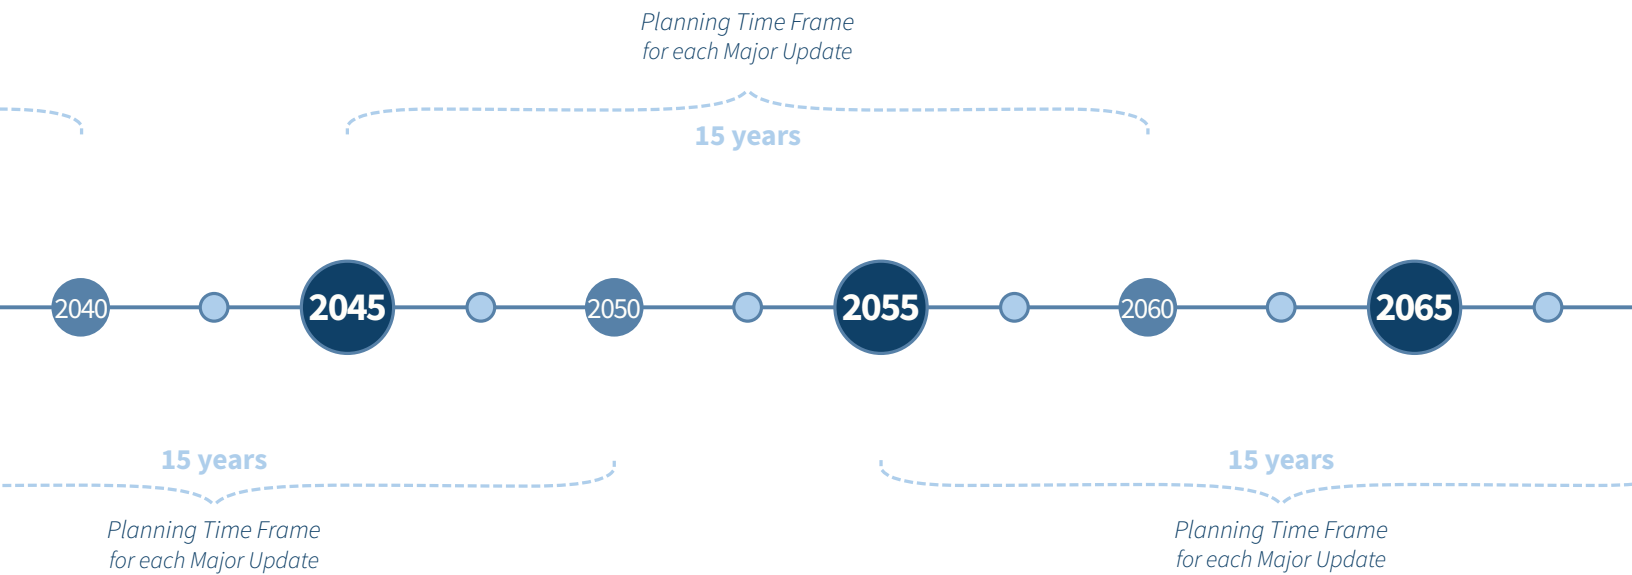 Planning Time Frame
for each Major Update
15 years
2040 2045 2050 2055 2060 2065
15 years
Planning Time Frame
for each Major Update
15 years
Planning Time Frame
for each Major Update